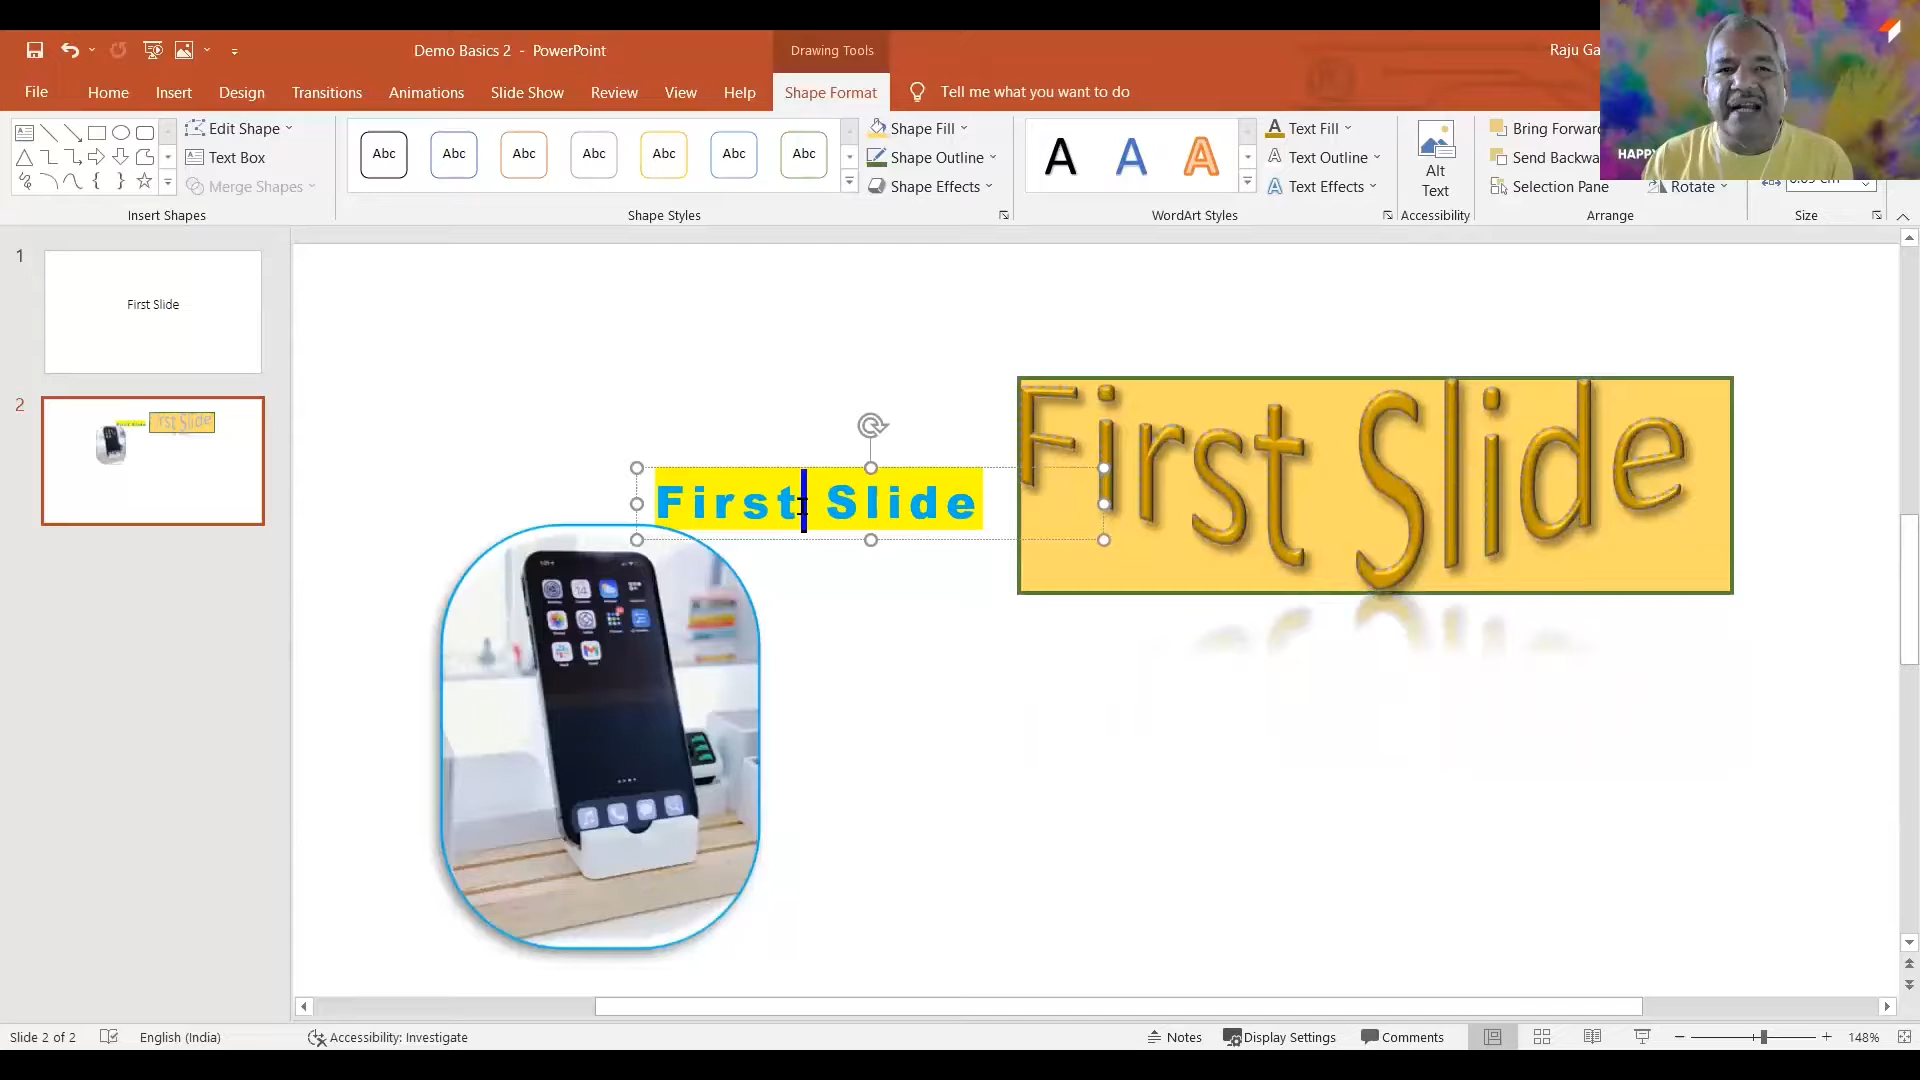 Demo Basics 2 - PowerPoint
Drawing Tools
Raju Ga
File
Home
Insert
Design
Transitions
Animations
Slide Show
Review
View
Help
Shape Format
Tell me what you want to do
HAPPY
Edit Shape
Text Box
Merge Shapes
Insert Shapes
Abc
Abc
Abc
Abc
Abc
Abc
Abc
Shape Fill
Shape Outline
Shape Effects
Shape Styles
A
A
A
Text Fill
Text Outline
Text Effects
WordArt Styles
Alt
Text
Accessibility
Bring Forward
Send Backwa
Selection Pane
Rotate
Arrange
Size
1
First Slide
2
First Slide
First Slide
Slide 2 of 2
English (India)
Accessibility: Investigate
Notes
Display Settings
Comments
148%